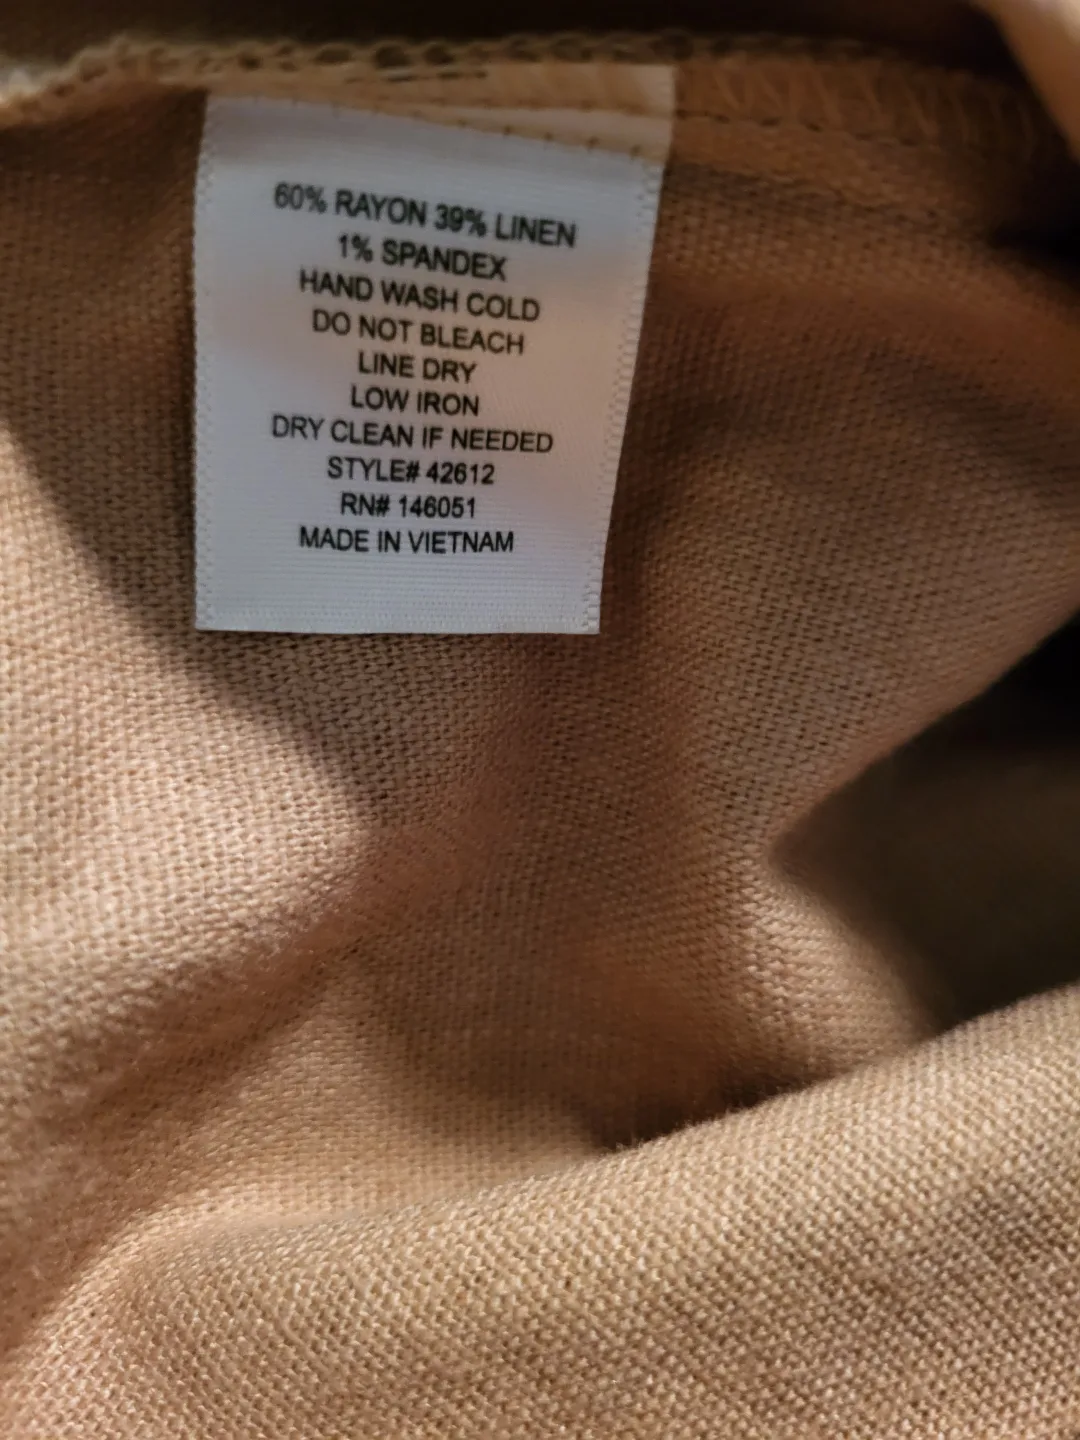 60% RAYON 39% LINEN
1% SPANDEX
HAND WASH COLD
DO NOT BLEACH
LINE DRY
LOW IRON
DRY CLEAN IF NEEDED
STYLE# 42612
RN# 146051
MADE IN VIETNAM